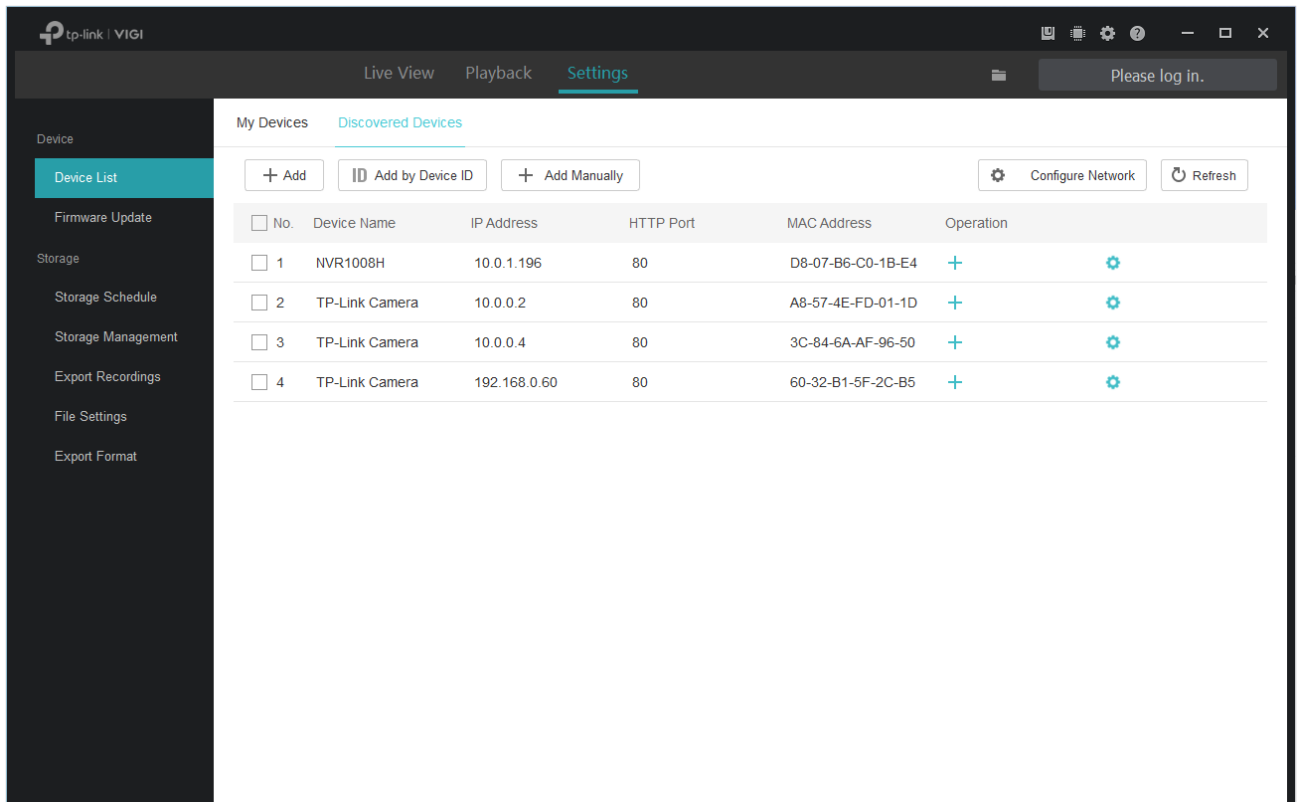 tp-link | VIGI
Live View Playback Settings Please log in.
My Devices Discovered Devices
Device
Device List
Firmware Update
Storage
Storage Schedule
Storage Management
Export Recordings
File Settings
Export Format
+ Add ID Add by Device ID + Add Manually Configure Network Refresh
No. Device Name IP Address HTTP Port MAC Address Operation
1 NVR1008H 10.0.1.196 80 D8-07-B6-C0-1B-E4 +
2 TP-Link Camera 10.0.0.2 80 A8-57-4E-FD-01-1D +
3 TP-Link Camera 10.0.0.4 80 3C-84-6A-AF-96-50 +
4 TP-Link Camera 192.168.0.60 80 60-32-B1-5F-2C-B5 +